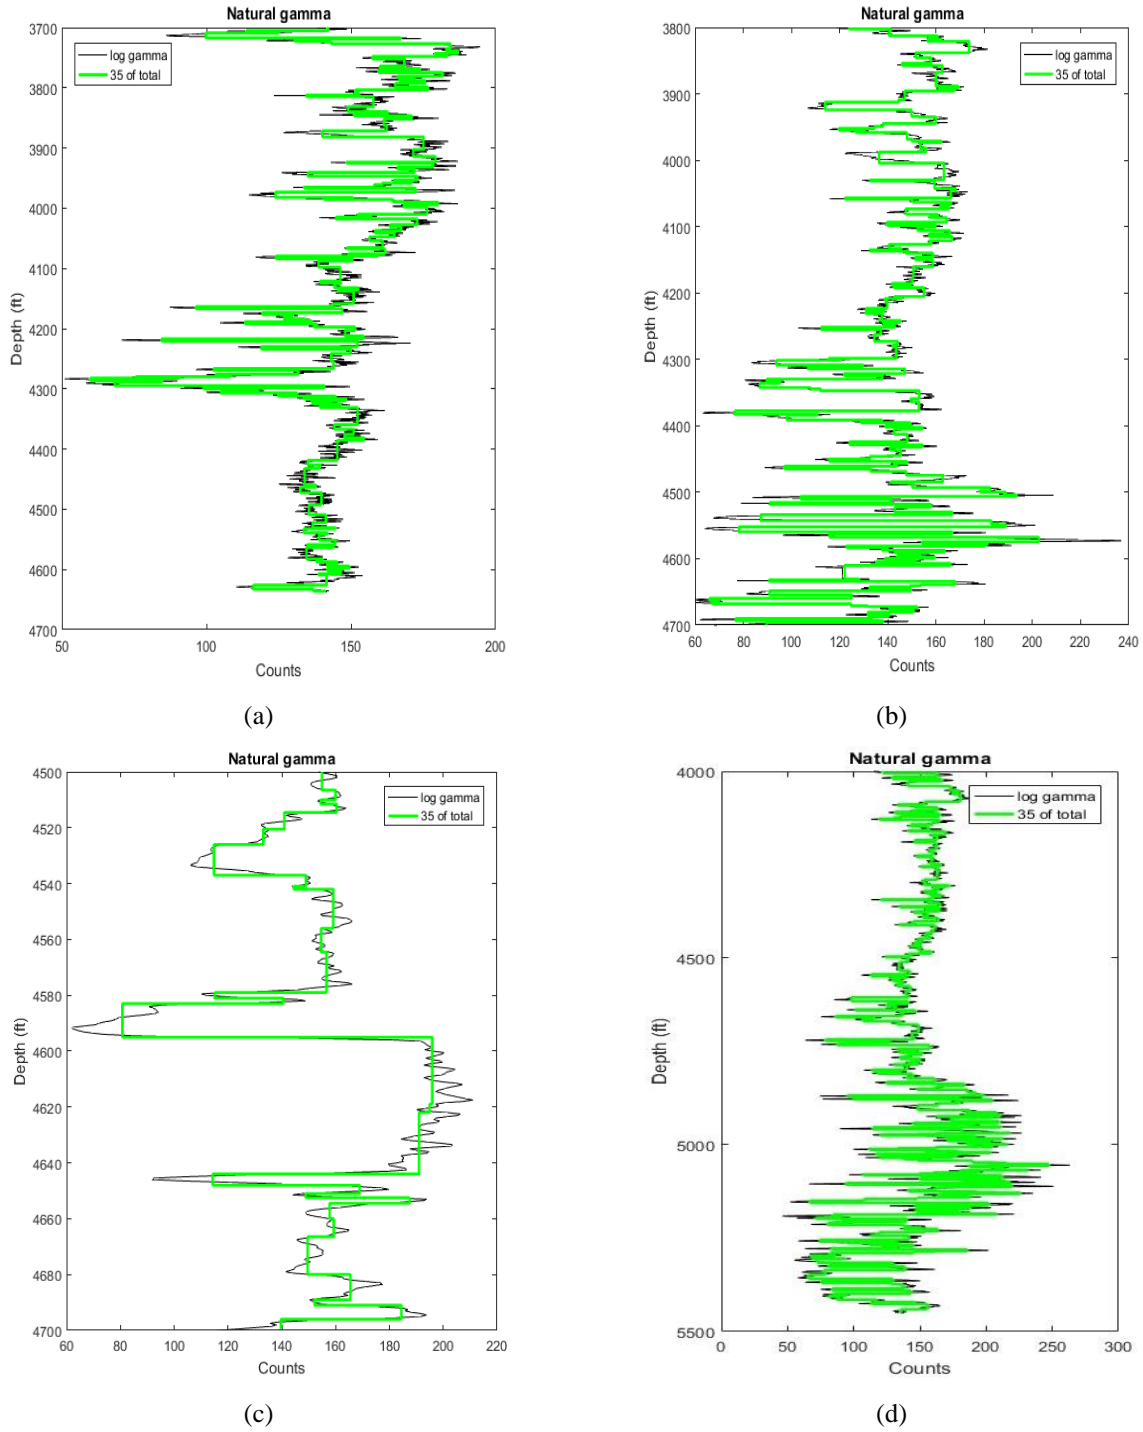 Natural gamma
3700
3800
3900
4000
4100
4200
4300
4400
4500
4600
4700
Depth (ft)
log gamma
35 of total
50 100 150 200
Counts
(a)
Natural gamma
3800
3900
4000
4100
4200
4300
4400
4500
4600
4700
Depth (ft)
log gamma
35 of total
60 80 100 120 140 160 180 200 220 240
Counts
(b)
Natural gamma
4500
4520
4540
4560
4580
4600
4620
4640
4660
4680
4700
Depth (ft)
log gamma
35 of total
60 80 100 120 140 160 180 200 220
Counts
(c)
Natural gamma
4000
4500
5000
5500
Depth (ft)
log gamma
35 of total
0 50 100 150 200 250 300
Counts
(d)